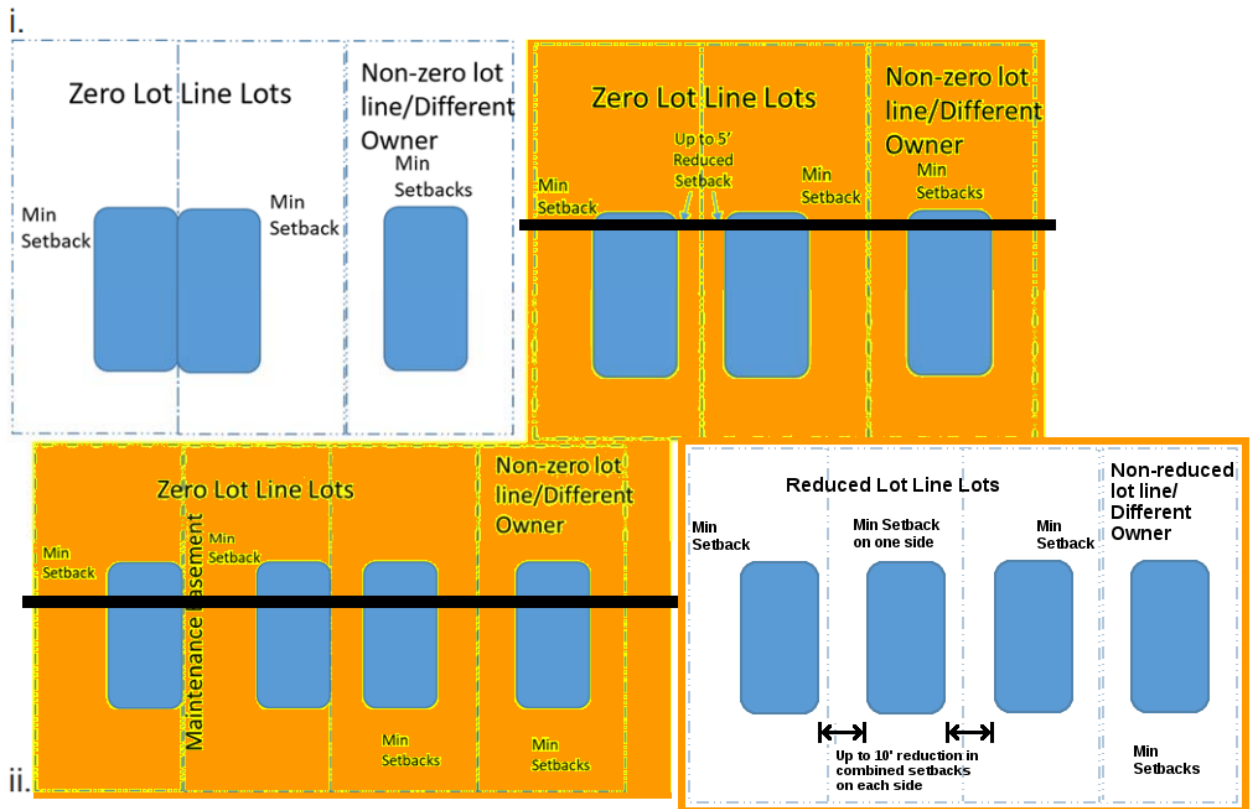 i.
Zero Lot Line Lots
Non-zero lot
line/Different
Owner
Min
Setbacks
Min
Setback
Min
Setback
Zero Lot Line Lots
Non-zero lot
line/Different
Owner
Up to 5'
Reduced
Setback
Min
Setback
Min
Setback
Min
Setbacks
Zero Lot Line Lots
Non-zero lot
line/Different
Owner
Min
Setback
Maintenance Easement
Min
Setback
Min
Setbacks
Min
Setbacks
ii.
Reduced Lot Line Lots
Non-reduced
lot line/
Different
Owner
Min
Setback
Min Setback
on one side
Min
Setback
Up to 10' reduction in
combined setbacks
on each side
Min
Setbacks